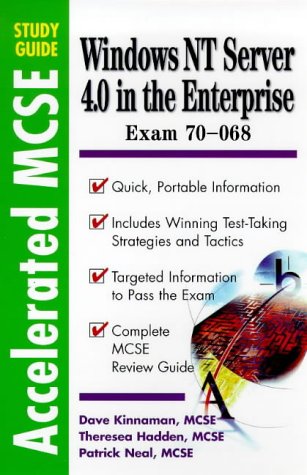 STUDY
GUIDE
Accelerated MCSE
Windows NT Server
4.0 in the Enterprise
Exam 70-068
Quick, Portable Information
Includes Winning Test-Taking
Strategies and Tactics
Targeted Information
to Pass the Exam
Complete
MCSE
Review Guide
b
A
Dave Kinnaman, MCSE
Theresea Hadden, MCSE
Patrick Neal, MCSE